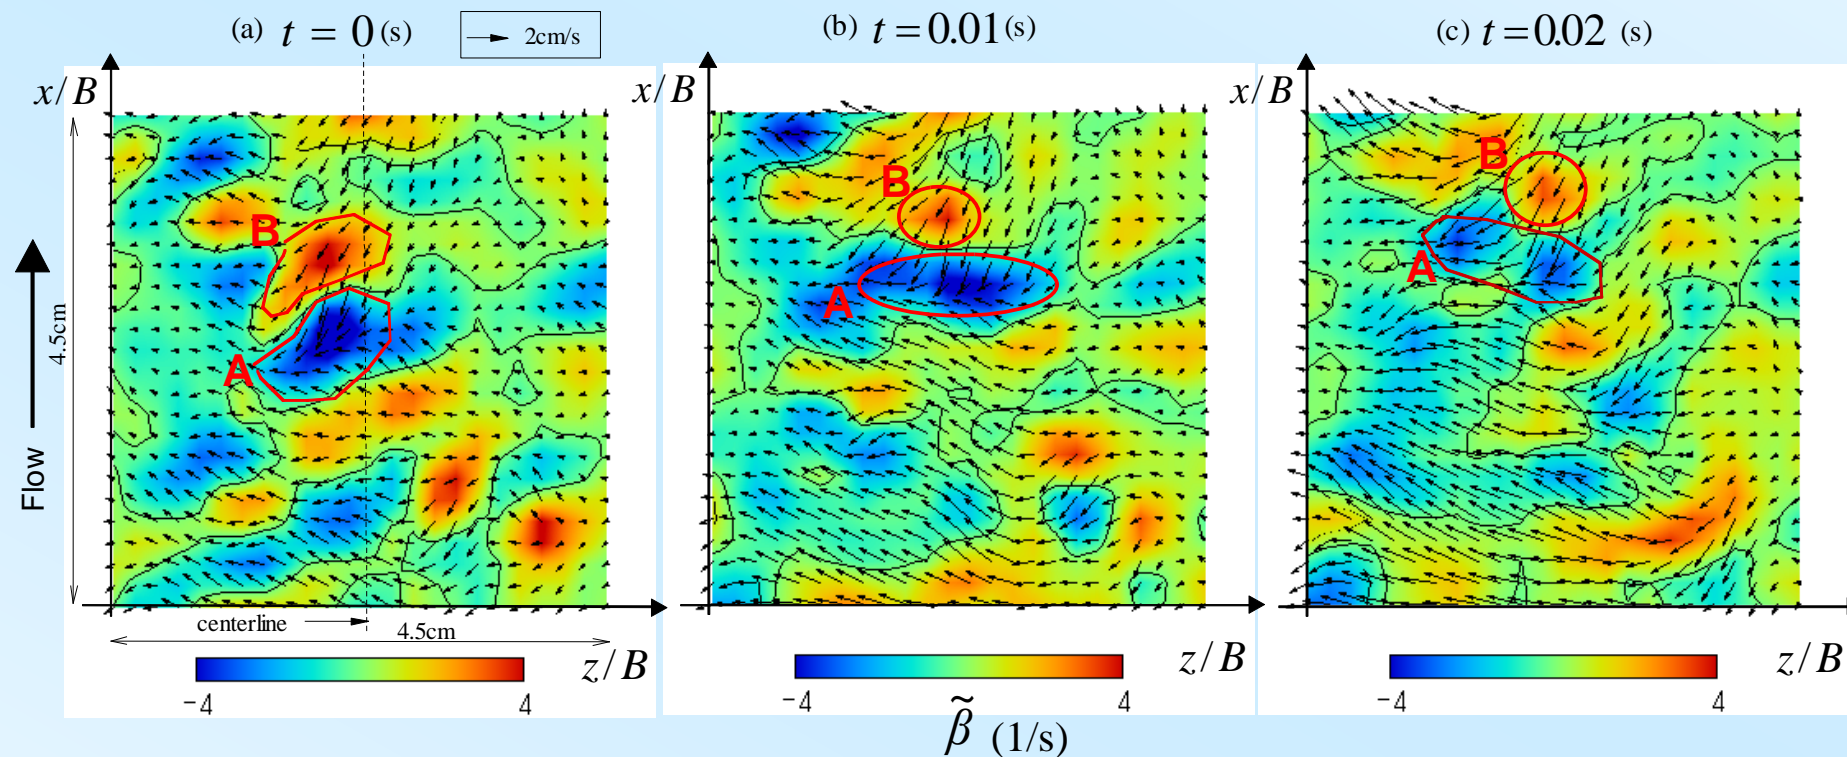 (a) t = 0 (s)
2cm/s
(b) t = 0.01 (s)
(c) t = 0.02 (s)
x/B
x/B
x/B
B
A
B
A
B
A
Flow
4.5cm
centerline
4.5cm
z/B
z/B
z/B
-4 4
-4 4
-4 4
β̃ (1/s)